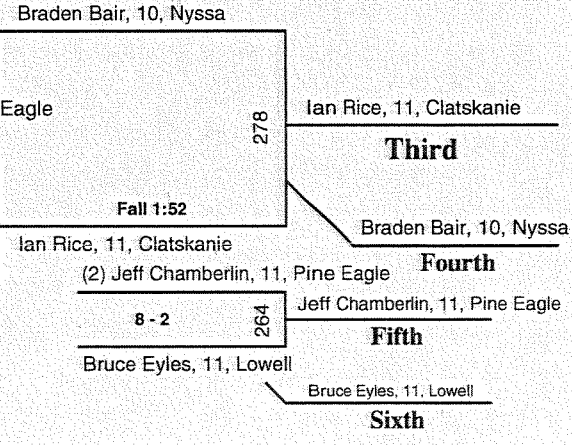 Braden Bair, 10, Nyssa
Eagle
278
Ian Rice, 11, Clatskanie
Third
Fall 1:52
Ian Rice, 11, Clatskanie
Braden Bair, 10, Nyssa
Fourth
(2) Jeff Chamberlin, 11, Pine Eagle
8 - 2
264
Jeff Chamberlin, 11, Pine Eagle
Fifth
Bruce Eyles, 11, Lowell
Bruce Eyles, 11, Lowell
Sixth